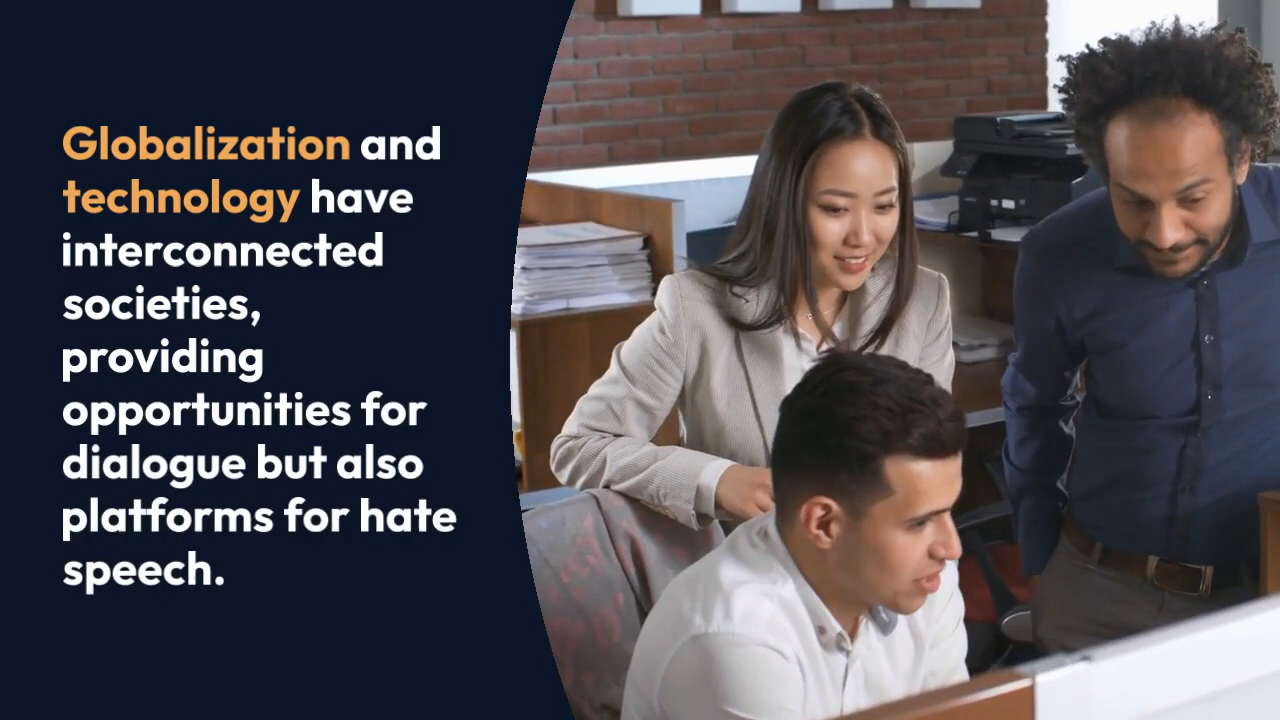 Globalization and
technology have
interconnected
societies,
providing
opportunities for
dialogue but also
platforms for hate
speech.